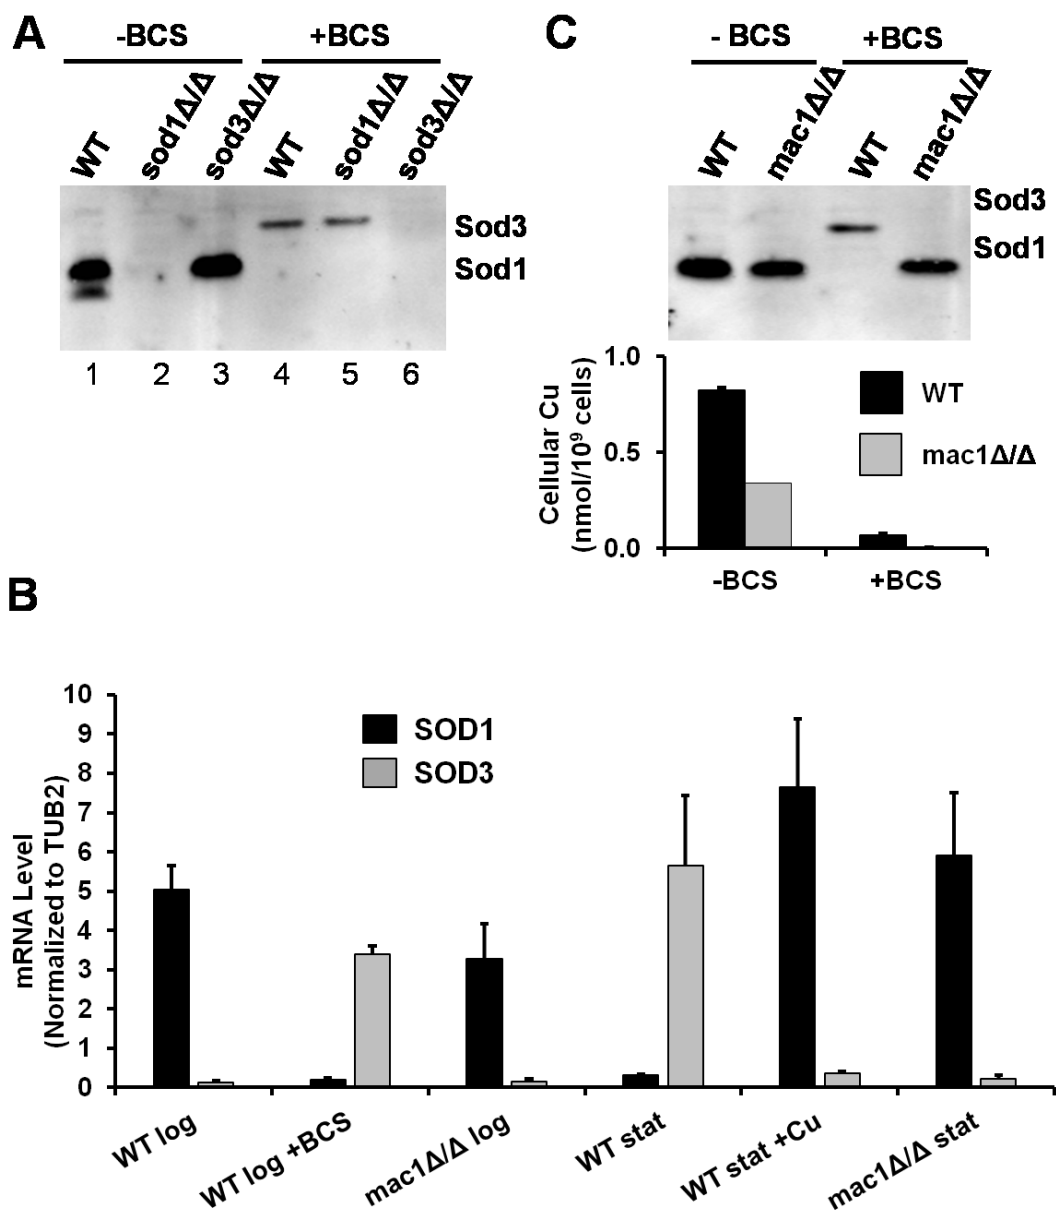 A
-BCS
+BCS
WT
sod1Δ/Δ
sod3Δ/Δ
WT
sod1Δ/Δ
sod3Δ/Δ
Sod3
Sod1
1 2 3 4 5 6
C
- BCS
+BCS
WT
mac1Δ/Δ
WT
mac1Δ/Δ
Sod3
Sod1
Cellular Cu
(nmol/10⁹ cells)
1.0
0.5
0.0
WT
mac1Δ/Δ
-BCS
+BCS
B
mRNA Level
(Normalized to TUB2)
10
9
8
7
6
5
4
3
2
1
0
SOD1
SOD3
WT log
WT log +BCS
mac1Δ/Δ log
WT stat
WT stat +Cu
mac1Δ/Δ stat